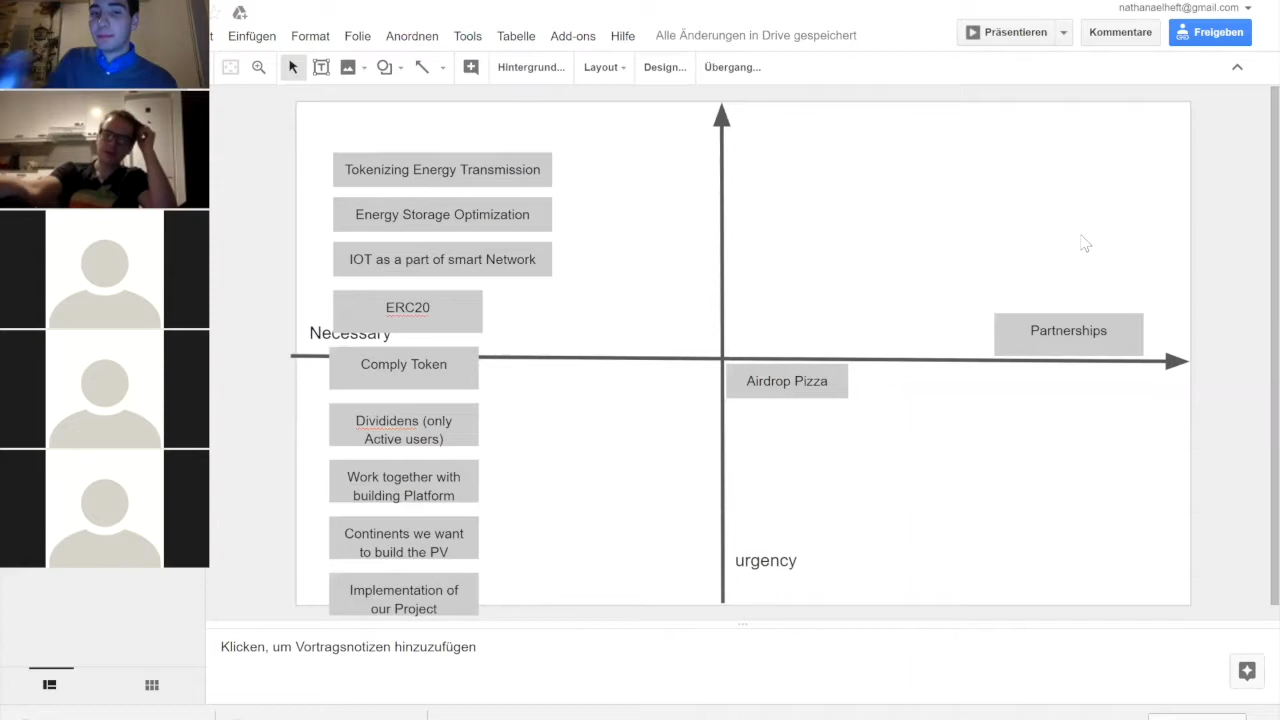 nathanaelheft@gmail.com
t Einfügen Format Folie Anordnen Tools Tabelle Add-ons Hilfe Alle Änderungen in Drive gespeichert
Präsentieren Kommentare Freigeben
Hintergrund... Layout Design... Übergang...
Tokenizing Energy Transmission
Energy Storage Optimization
IOT as a part of smart Network
ERC20
Necessary
Partnerships
Comply Token
Airdrop Pizza
Divididens (only
Active users)
Work together with
building Platform
Continents we want
to build the PV
urgency
Implementation of
our Project
Klicken, um Vortragsnotizen hinzuzufügen